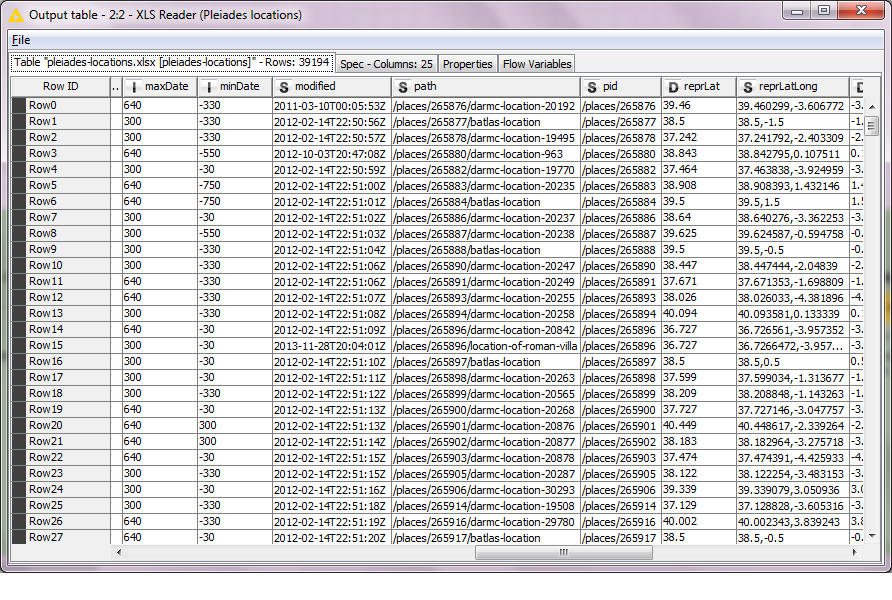 Output table - 2:2 - XLS Reader (Pleiades locations)
File
Table "pleiades-locations.xlsx [pleiades-locations]" - Rows: 39194 Spec - Columns: 25 Properties Flow Variables
Row ID ... I maxDate I minDate S modified S path S pid D reprLat S reprLatLong D
Row0 640 -330 2011-03-10T00:05:53Z /places/265876/darmc-location-20192 /places/265876 39.46 39.460299,-3.606772 -3.
Row1 300 -330 2012-02-14T22:50:56Z /places/265877/batlas-location /places/265877 38.5 38.5,-1.5 -1.
Row2 300 -330 2012-02-14T22:50:57Z /places/265878/darmc-location-19495 /places/265878 37.242 37.241792,-2.403309 -2.
Row3 640 -550 2012-10-03T20:47:08Z /places/265880/darmc-location-963 /places/265880 38.843 38.842795,0.107511 0.
Row4 300 -30 2012-02-14T22:50:59Z /places/265882/darmc-location-19770 /places/265882 37.464 37.463838,-3.924959 -3.
Row5 640 -750 2012-02-14T22:51:00Z /places/265883/darmc-location-20235 /places/265883 38.908 38.908393,1.432146 1.4
Row6 640 -750 2012-02-14T22:51:01Z /places/265884/batlas-location /places/265884 39.5 39.5,1.5 1.5
Row7 300 -30 2012-02-14T22:51:02Z /places/265886/darmc-location-20237 /places/265886 38.64 38.640276,-3.362253 -3.
Row8 300 -550 2012-02-14T22:51:03Z /places/265887/darmc-location-20238 /places/265887 39.625 39.624587,-0.594758 -0.
Row9 300 -330 2012-02-14T22:51:04Z /places/265888/batlas-location /places/265888 39.5 39.5,-0.5 -0.
Row10 300 -330 2012-02-14T22:51:06Z /places/265890/darmc-location-20247 /places/265890 38.447 38.447444,-2.04839 -2.
Row11 640 -330 2012-02-14T22:51:06Z /places/265891/darmc-location-20249 /places/265891 37.671 37.671353,-1.698809 -1.
Row12 640 -330 2012-02-14T22:51:07Z /places/265893/darmc-location-20255 /places/265893 38.026 38.026033,-4.381896 -4.
Row13 300 -330 2012-02-14T22:51:08Z /places/265894/darmc-location-20258 /places/265894 40.094 40.093581,0.133339 0.
Row14 640 -30 2012-02-14T22:51:09Z /places/265896/darmc-location-20842 /places/265896 36.727 36.726561,-3.957352 -3.
Row15 300 -30 2013-11-28T20:04:01Z /places/265896/location-of-roman-villa /places/265896 36.727 36.7266472,-3.957... -3.
Row16 300 -30 2012-02-14T22:51:10Z /places/265897/batlas-location /places/265897 38.5 38.5,0.5 0.5
Row17 300 -30 2012-02-14T22:51:11Z /places/265898/darmc-location-20263 /places/265898 37.599 37.599034,-1.313677 -1.
Row18 300 -330 2012-02-14T22:51:12Z /places/265899/darmc-location-20565 /places/265899 38.209 38.208848,-1.143263 -1.
Row19 640 -30 2012-02-14T22:51:13Z /places/265900/darmc-location-20268 /places/265900 37.727 37.727146,-3.047757 -3.
Row20 640 300 2012-02-14T22:51:13Z /places/265901/darmc-location-20876 /places/265901 40.449 40.448617,-2.339264 -2.
Row21 640 300 2012-02-14T22:51:14Z /places/265902/darmc-location-20877 /places/265902 38.183 38.182964,-3.275718 -3.
Row22 640 -30 2012-02-14T22:51:15Z /places/265903/darmc-location-20878 /places/265903 37.474 37.474391,-4.425933 -4.
Row23 300 -330 2012-02-14T22:51:15Z /places/265905/darmc-location-20287 /places/265905 38.122 38.122254,-3.483153 -3.
Row24 300 -30 2012-02-14T22:51:16Z /places/265906/darmc-location-30293 /places/265906 39.339 39.339079,3.050936 3.0
Row25 300 -330 2012-02-14T22:51:18Z /places/265914/darmc-location-19508 /places/265914 37.129 37.128828,-3.605316 -3.
Row26 640 -330 2012-02-14T22:51:19Z /places/265916/darmc-location-29780 /places/265916 40.002 40.002343,3.839243 3.8
Row27 640 -30 2012-02-14T22:51:20Z /places/265917/batlas-location /places/265917 38.5 38.5,-0.5 -0.